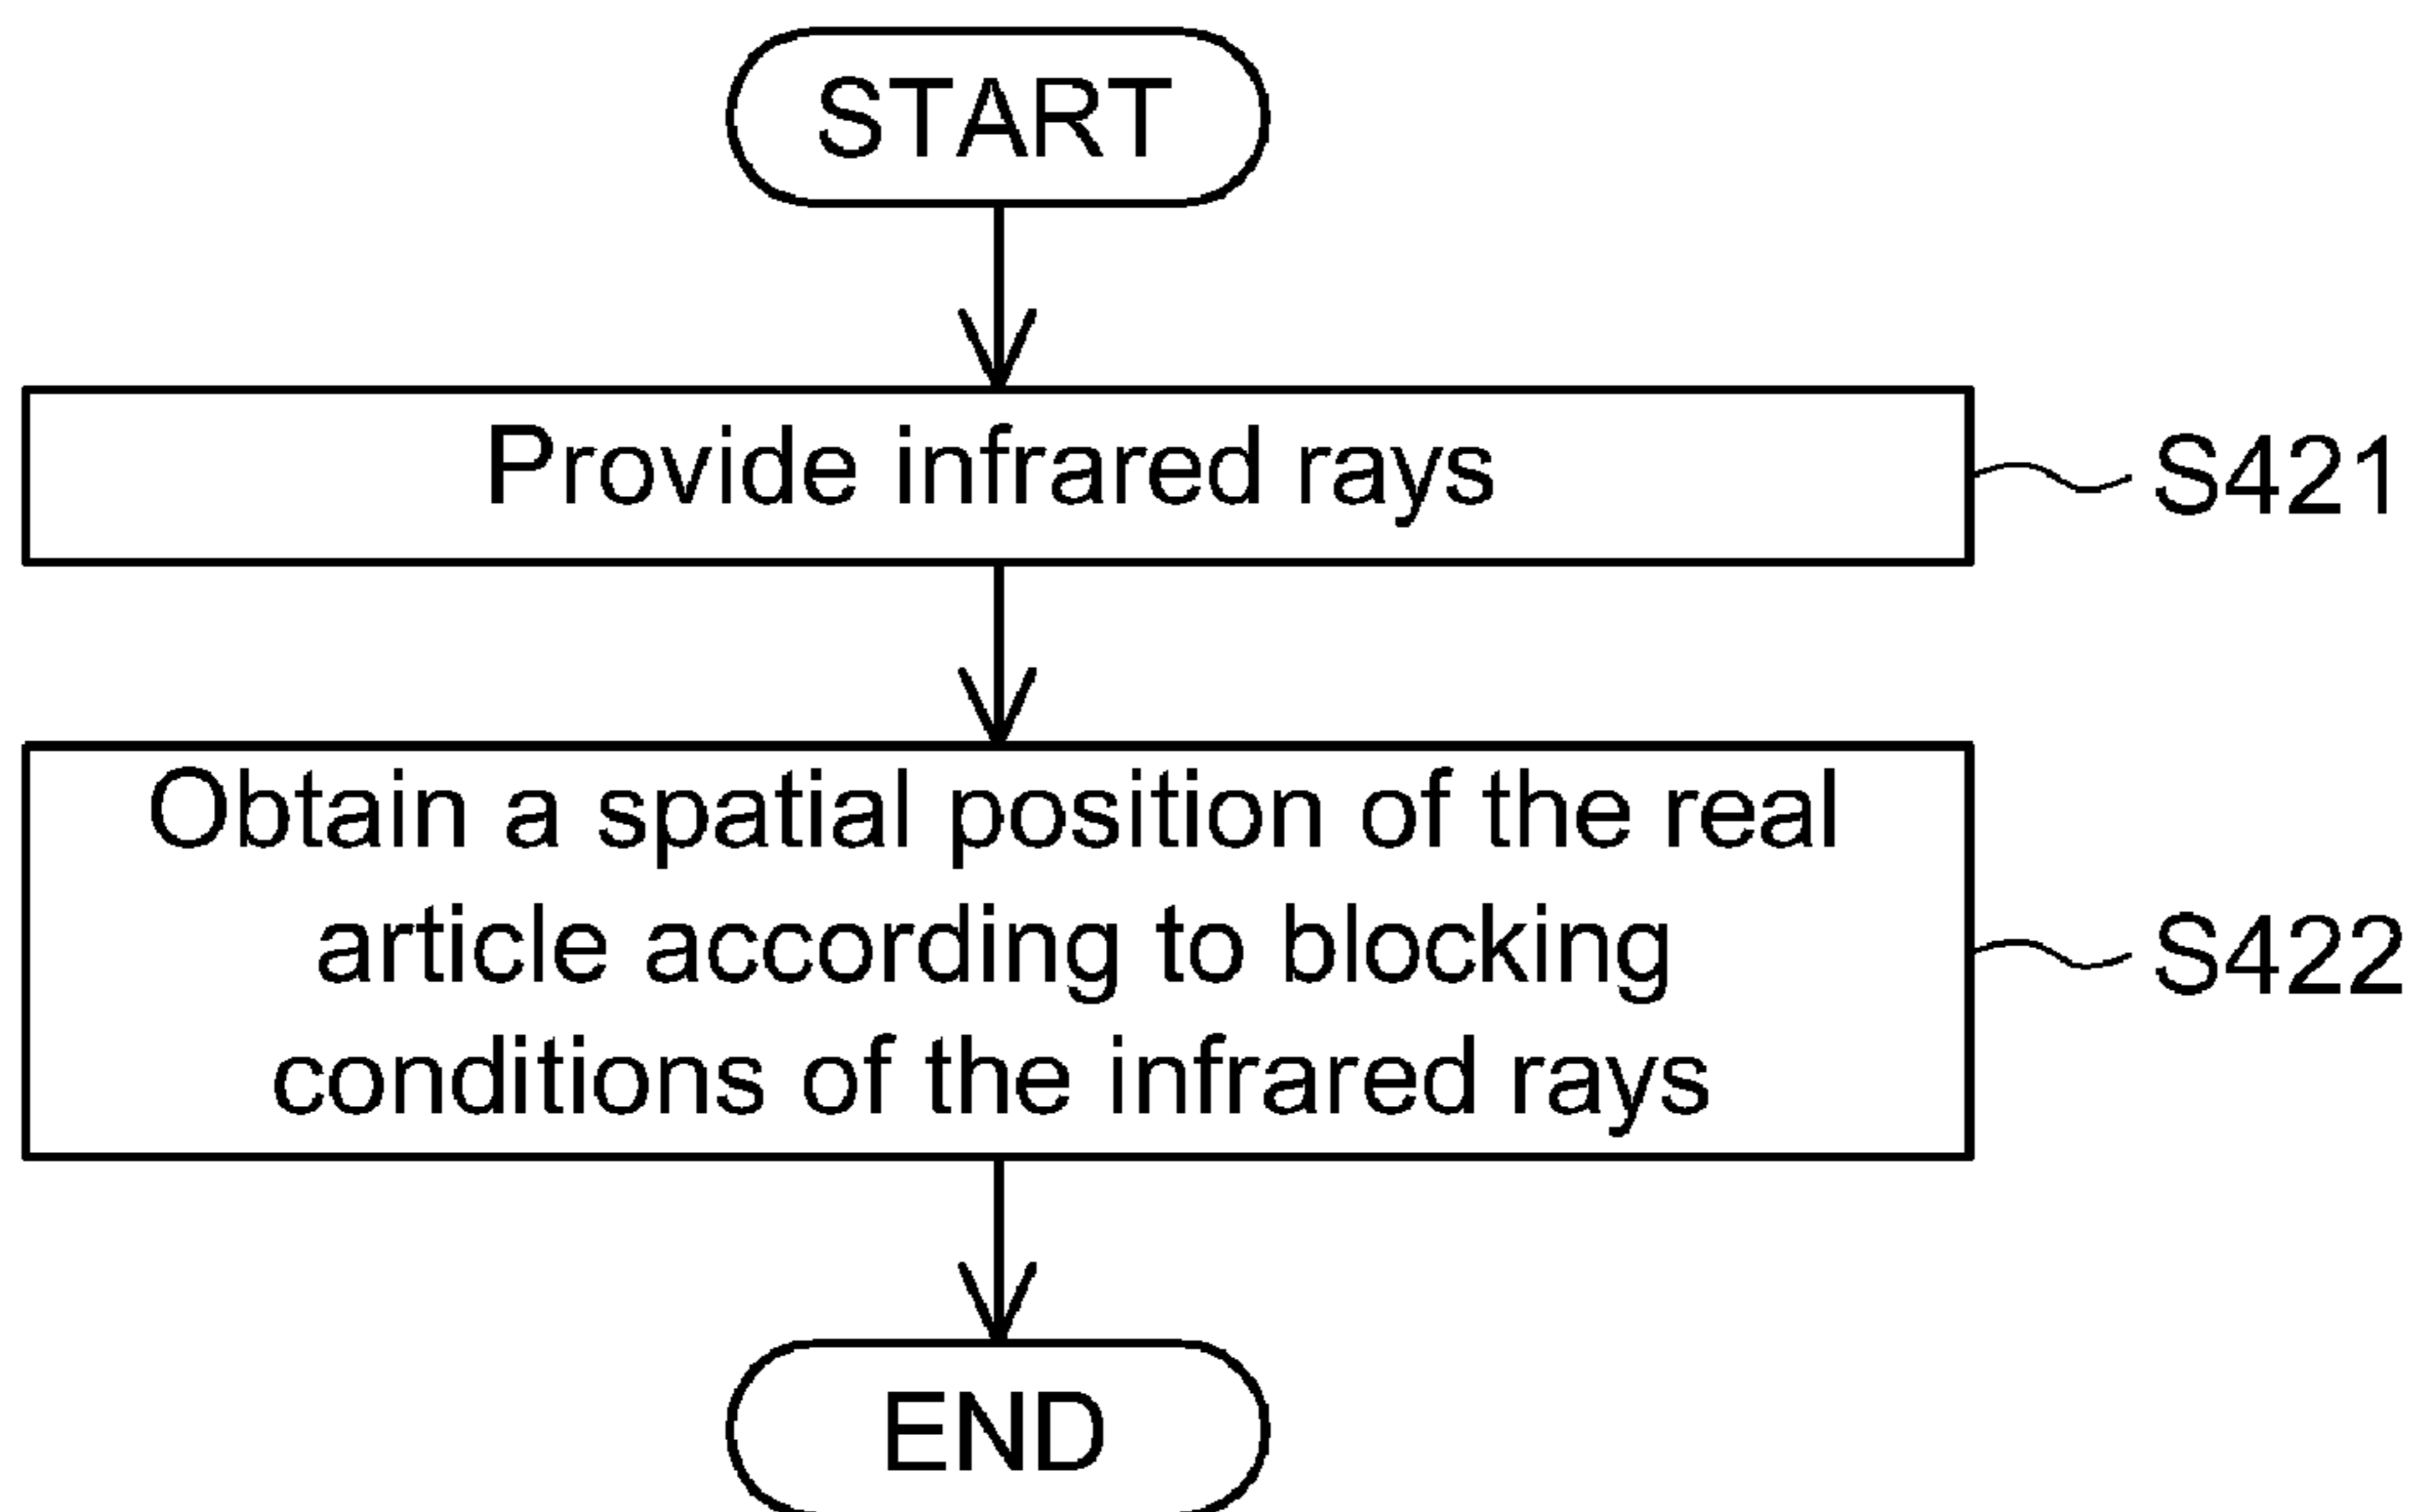 START
Provide infrared rays
S421
Obtain a spatial position of the real
article according to blocking
conditions of the infrared rays
S422
END